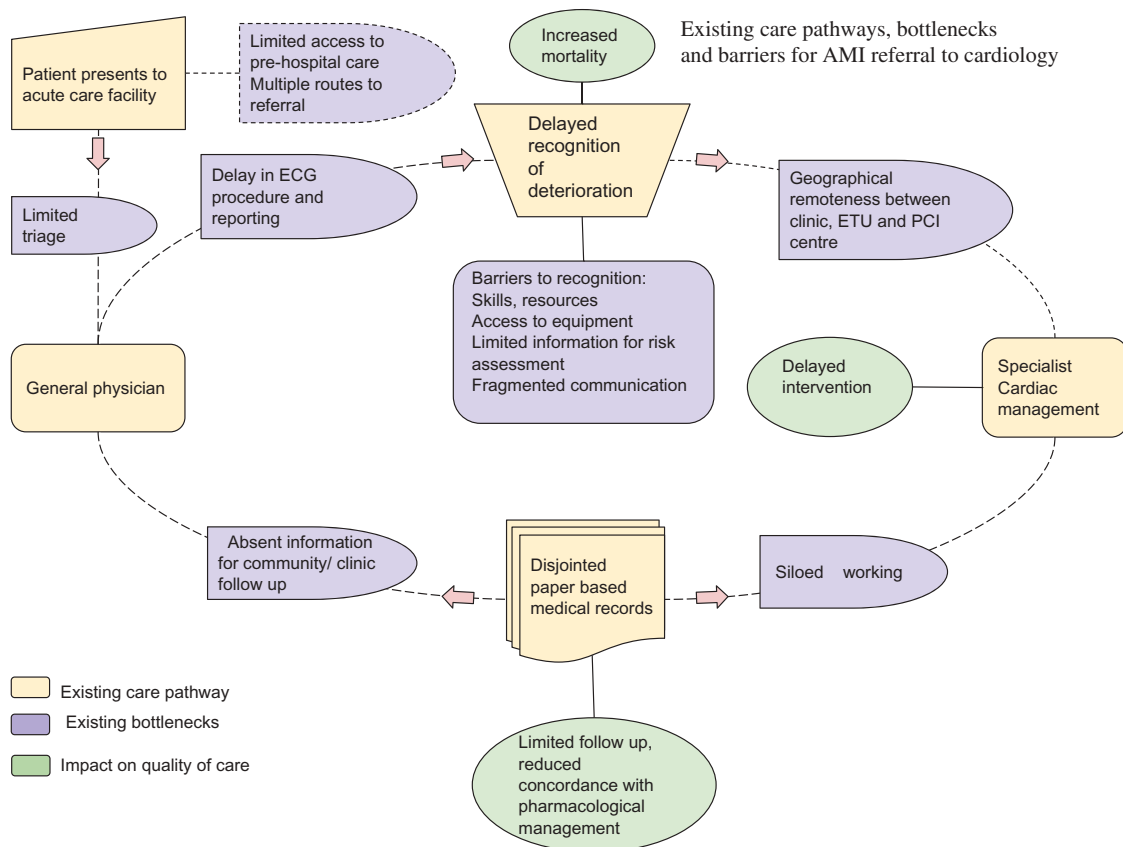 Existing care pathways, bottlenecks
and barriers for AMI referral to cardiology
Patient presents to
acute care facility
Limited access to
pre-hospital care
Multiple routes to
referral
Increased
mortality
Limited
triage
Delay in ECG
procedure and
reporting
Delayed
recognition
of
deterioration
Geographical
remoteness between
clinic, ETU and PCI
centre
Barriers to recognition:
Skills, resources
Access to equipment
Limited information for risk
assessment
Fragmented communication
General physician
Delayed
intervention
Specialist
Cardiac
management
Absent information
for community/ clinic
follow up
Disjointed
paper based
medical records
Siloed working
Existing care pathway
Existing bottlenecks
Impact on quality of care
Limited follow up,
reduced
concordance with
pharmacological
management